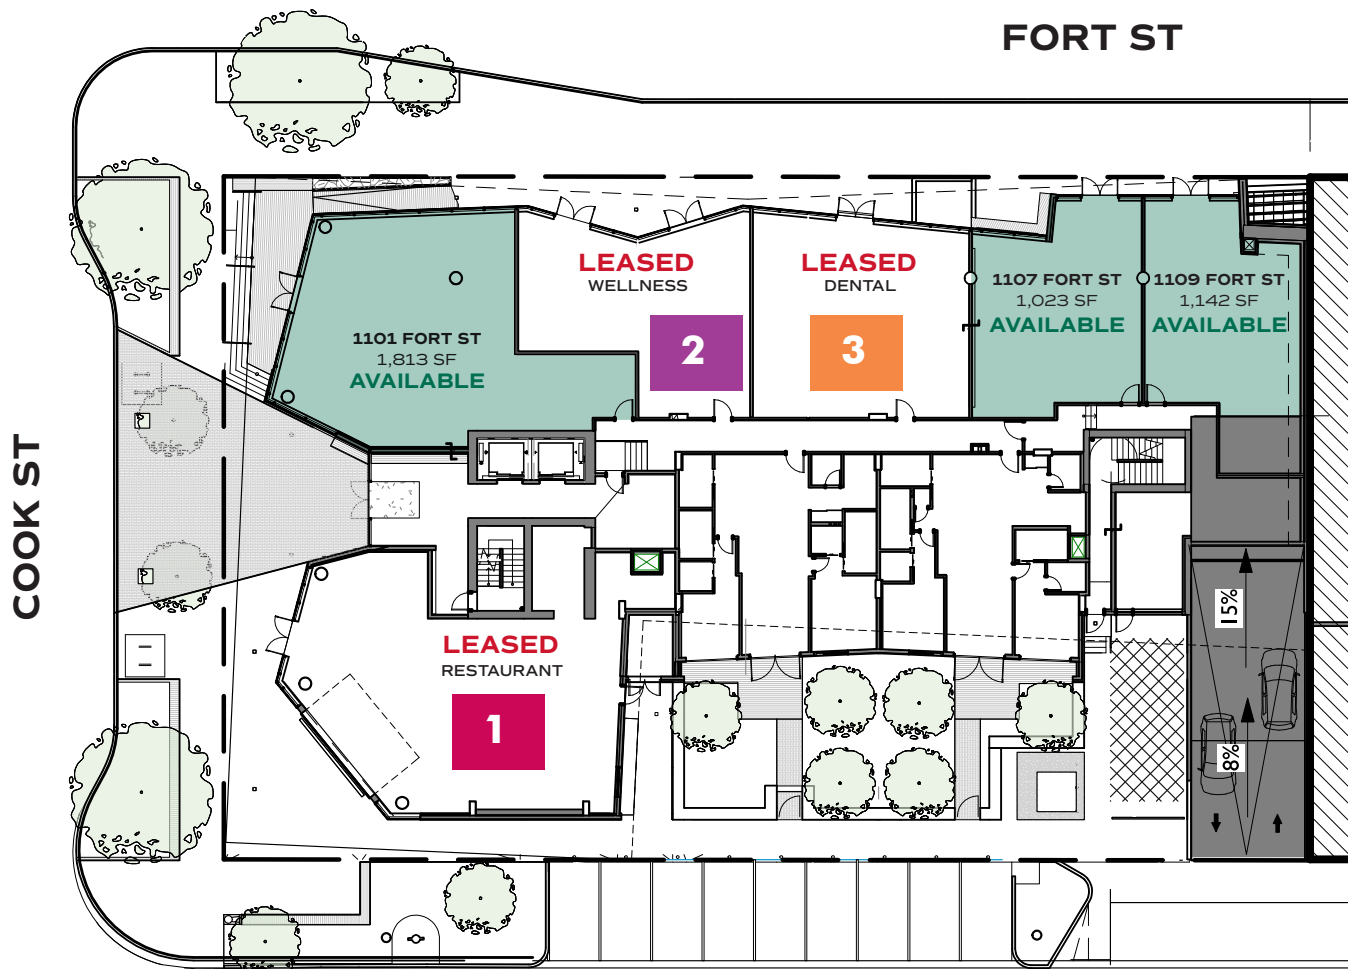 FORT ST
LEASED
WELLNESS
2
LEASED
DENTAL
3
1107 FORT ST
1,023 SF
AVAILABLE
1109 FORT ST
1,142 SF
AVAILABLE
1101 FORT ST
1,813 SF
AVAILABLE
COOK ST
LEASED
RESTAURANT
1
15%
8%